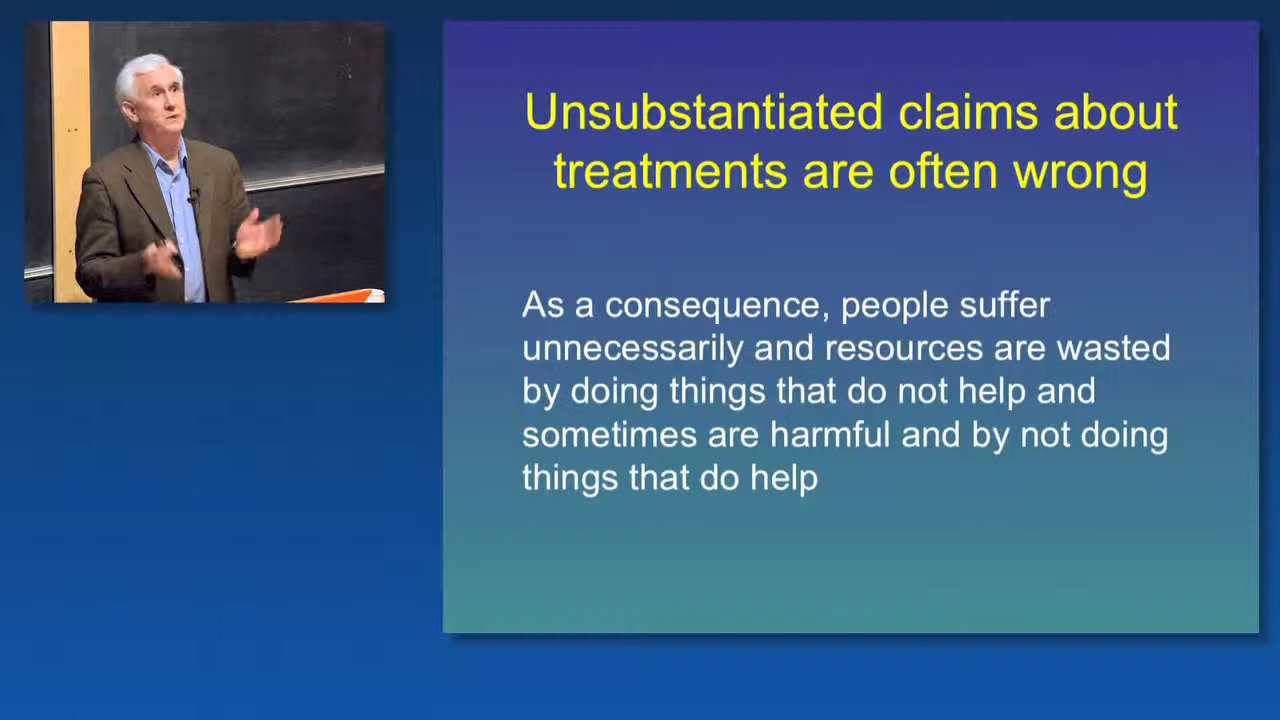 Unsubstantiated claims about
treatments are often wrong
As a consequence, people suffer
unnecessarily and resources are wasted
by doing things that do not help and
sometimes are harmful and by not doing
things that do help